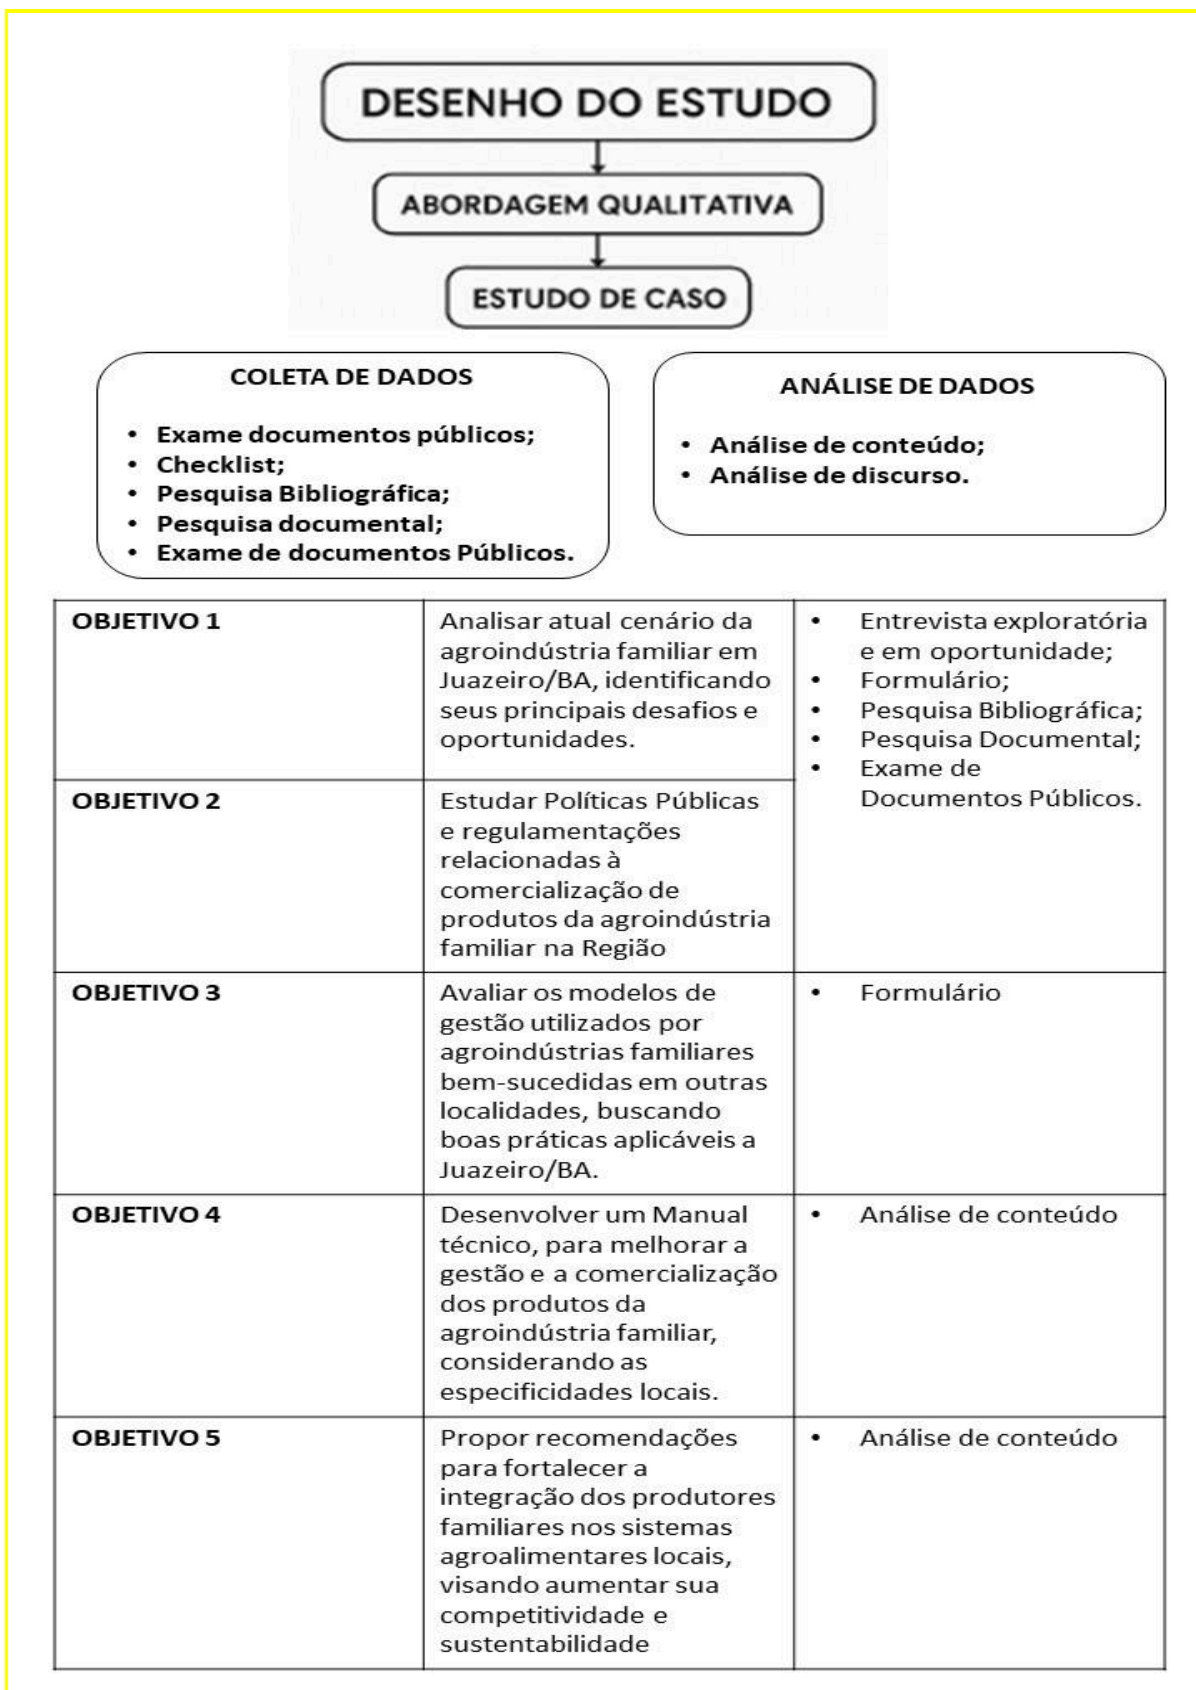 DESENHO DO ESTUDO
ABORDAGEM QUALITATIVA
ESTUDO DE CASO
COLETA DE DADOS
• Exame documentos públicos;
• Checklist;
• Pesquisa Bibliográfica;
• Pesquisa documental;
• Exame de documentos Públicos.
ANÁLISE DE DADOS
• Análise de conteúdo;
• Análise de discurso.
OBJETIVO 1
Analisar atual cenário da
agroindústria familiar em
Juazeiro/BA, identificando
seus principais desafios e
oportunidades.
• Entrevista exploratória
e em oportunidade;
• Formulário;
• Pesquisa Bibliográfica;
• Pesquisa Documental;
• Exame de
Documentos Públicos.
OBJETIVO 2
Estudar Políticas Públicas
e regulamentações
relacionadas à
comercialização de
produtos da agroindústria
familiar na Região
OBJETIVO 3
Avaliar os modelos de
gestão utilizados por
agroindústrias familiares
bem-sucedidas em outras
localidades, buscando
boas práticas aplicáveis a
Juazeiro/BA.
• Formulário
OBJETIVO 4
Desenvolver um Manual
técnico, para melhorar a
gestão e a comercialização
dos produtos da
agroindústria familiar,
considerando as
especificidades locais.
• Análise de conteúdo
OBJETIVO 5
Propor recomendações
para fortalecer a
integração dos produtores
familiares nos sistemas
agroalimentares locais,
visando aumentar sua
competitividade e
sustentabilidade
• Análise de conteúdo